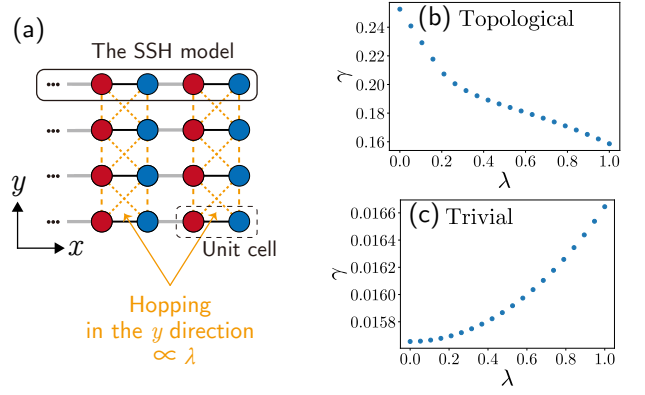 (a)
The SSH model
...
...
...
...
y
x
Unit cell
Hopping
in the y direction
∝ λ
(b) Topological
γ
0.24
0.22
0.20
0.18
0.16
0.0 0.2 0.4 0.6 0.8 1.0
λ
(c) Trivial
γ
0.0166
0.0164
0.0162
0.0160
0.0158
0.0 0.2 0.4 0.6 0.8 1.0
λ